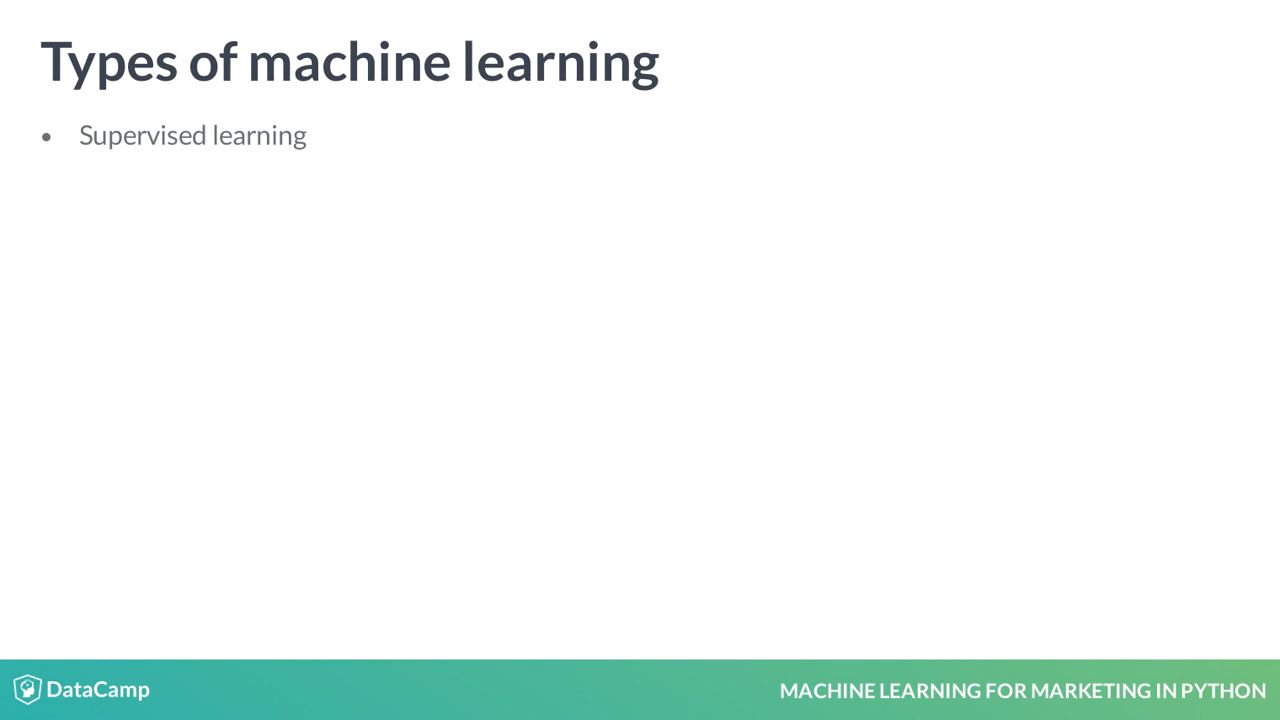 Types of machine learning
• Supervised learning
DataCamp
MACHINE LEARNING FOR MARKETING IN PYTHON